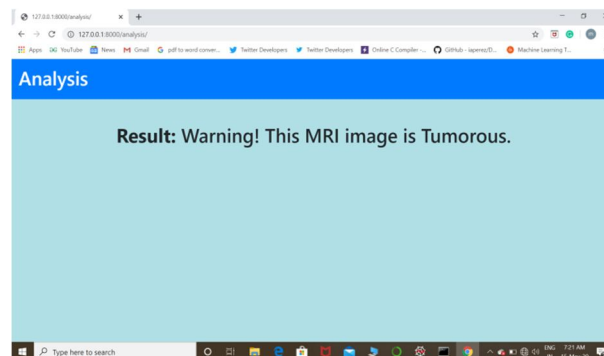 127.0.0.1:8000/analysis/
127.0.0.1:8000/analysis/
Apps YouTube News Gmail pdf to word conver... Twitter Developers Twitter Developers Online C Compiler -... GitHub - iaperez/D... Machine Learning T...
Analysis
Result: Warning! This MRI image is Tumorous.
Type here to search
ENG 7:21 AM
IN